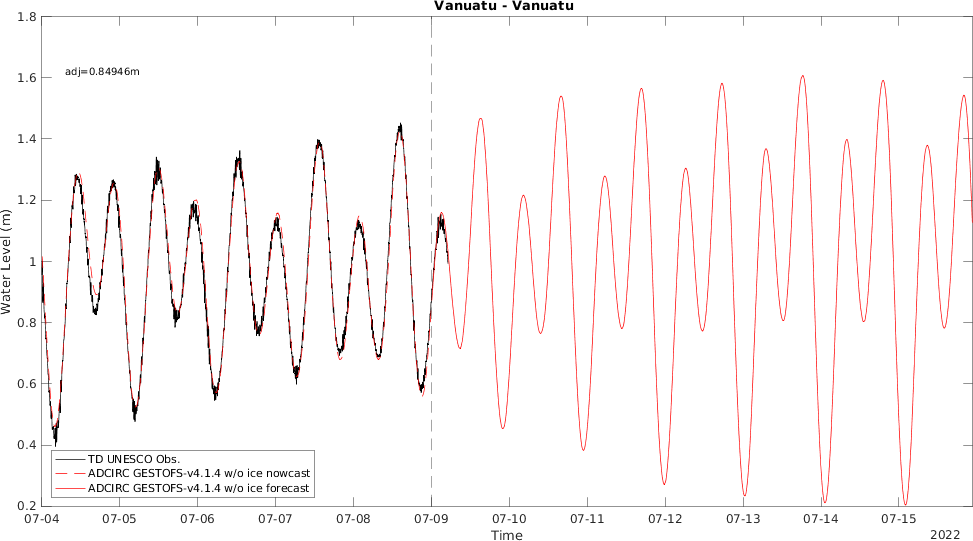 Vanuatu - Vanuatu
1.8
1.6
1.4
1.2
1
0.8
0.6
0.4
0.2
Water Level (m)
adj=0.84946m
TD UNESCO Obs.
ADCIRC GESTOFS-v4.1.4 w/o ice nowcast
ADCIRC GESTOFS-v4.1.4 w/o ice forecast
07-04 07-05 07-06 07-07 07-08 07-09 07-10 07-11 07-12 07-13 07-14 07-15
Time
2022